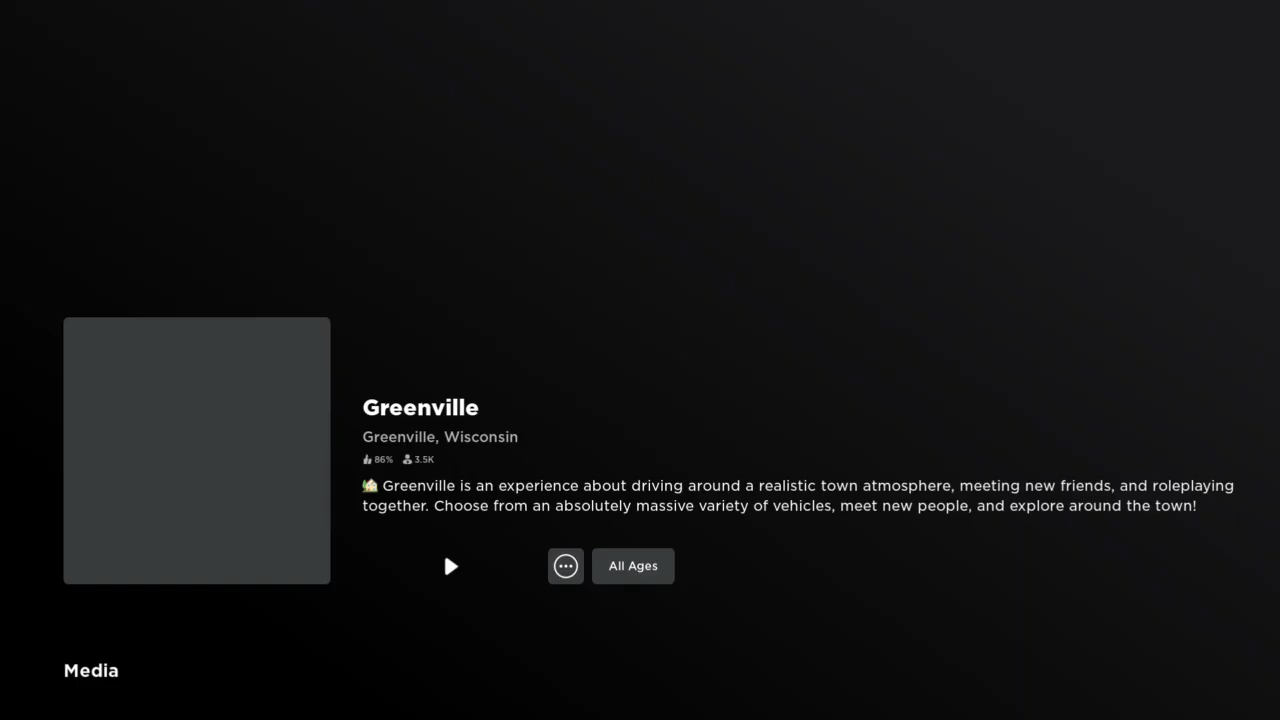 Greenville
Greenville, Wisconsin
86% 3.5K
🏡 Greenville is an experience about driving around a realistic town atmosphere, meeting new friends, and roleplaying
together. Choose from an absolutely massive variety of vehicles, meet new people, and explore around the town!
All Ages
Media